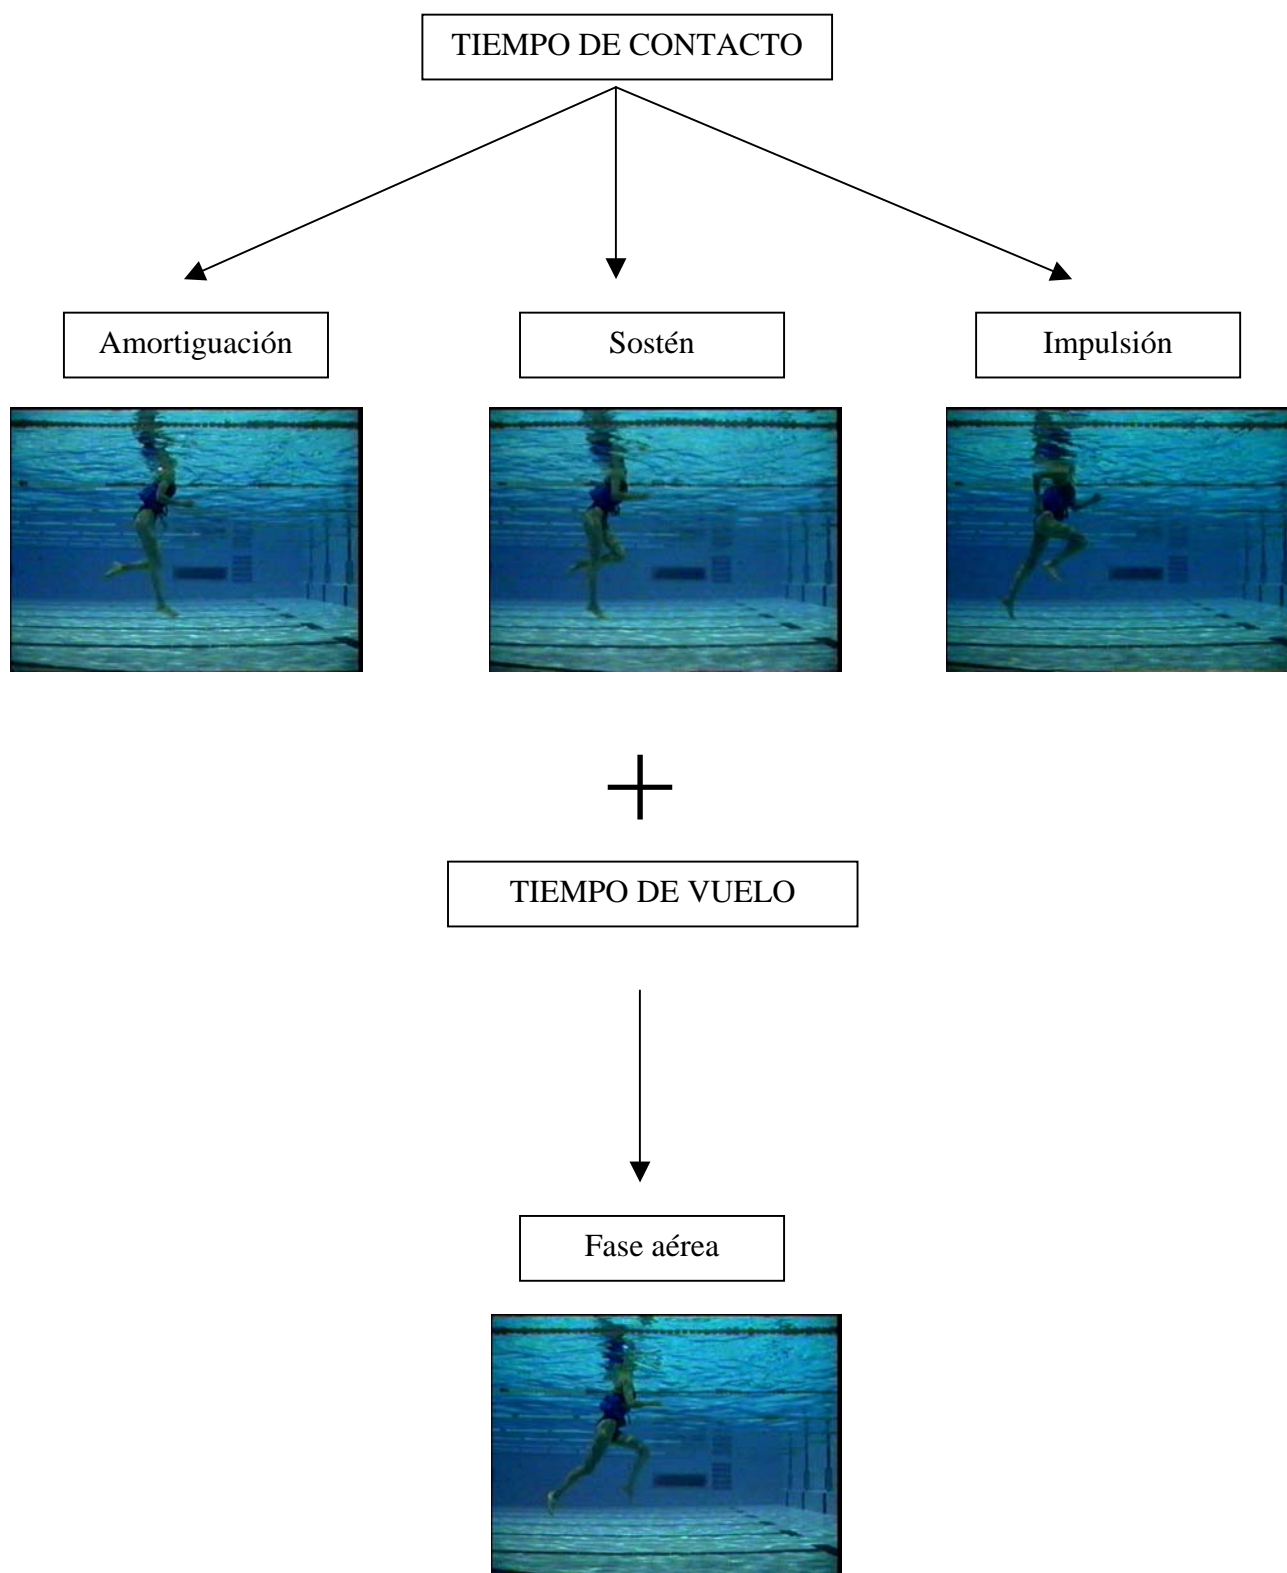 TIEMPO DE CONTACTO
Amortiguación
Sostén
Impulsión
+
TIEMPO DE VUELO
Fase aérea